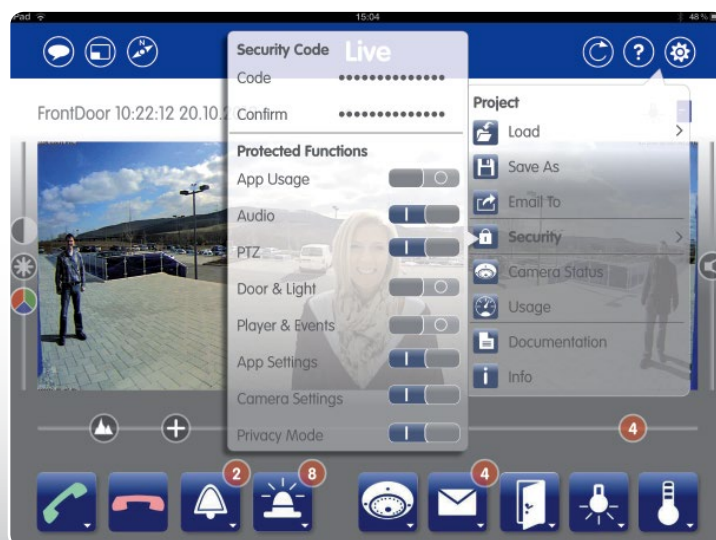 Pad 15:04 48 %
N
Live
FrontDoor 10:22:12 20.10.2
Security Code
Code ••••••••••••••
Confirm ••••••••••••••
Protected Functions
App Usage
Audio
PTZ
Door & Light
Player & Events
App Settings
Camera Settings
Privacy Mode
?
Project
Load
Save As
Email To
Security
Camera Status
Usage
Documentation
i Info
4
2
8
4